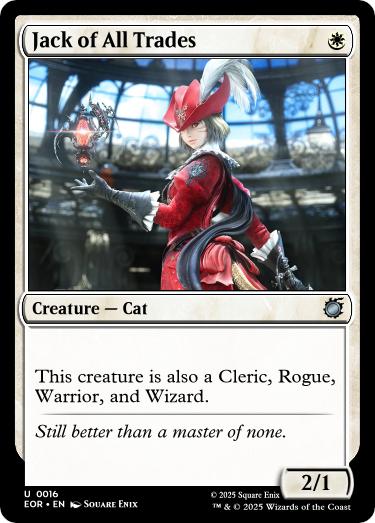 Jack of All Trades
Creature — Cat
This creature is also a Cleric, Rogue,
Warrior, and Wizard.
Still better than a master of none.
2/1
U 0016
EOR • EN SQUARE ENIX
© 2025 Square Enix
™ & © 2025 Wizards of the Coast